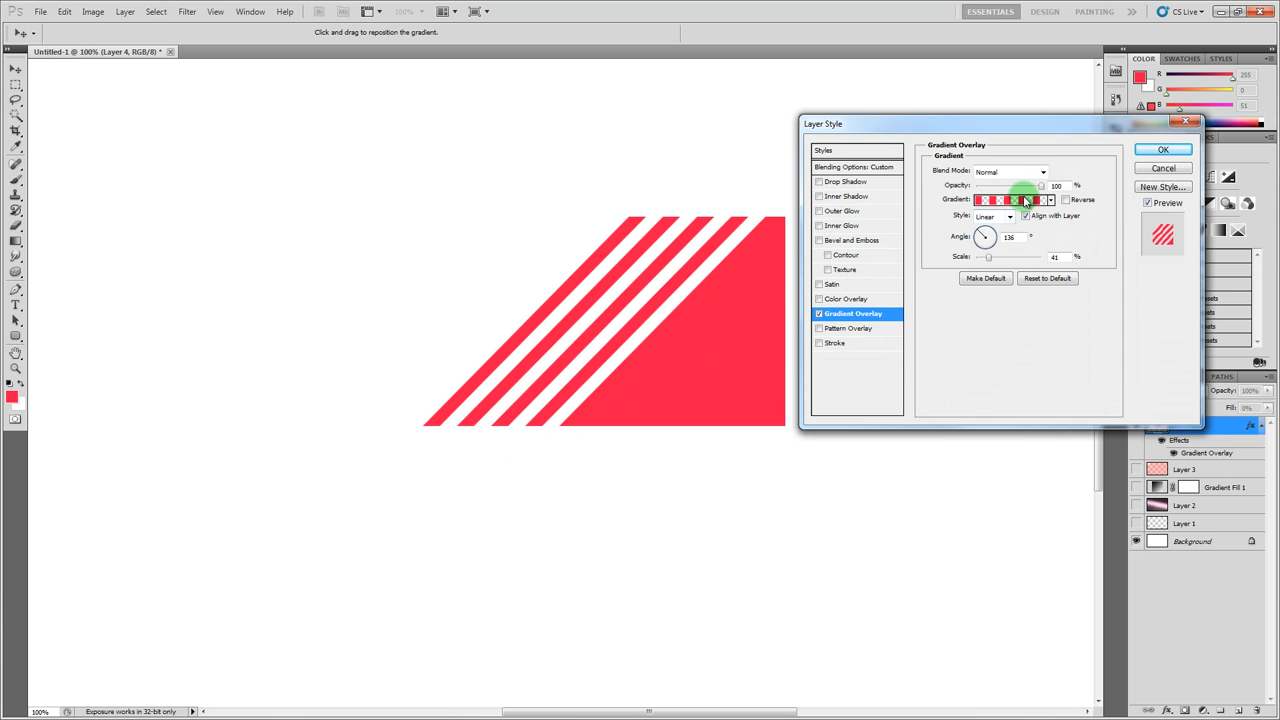 Ps File Edit Image Layer Select Filter Analysis 3D View Window Help 100% ESSENTIALS DESIGN PAINTING CS Live
Click and drag to reposition the gradient.
Untitled-1 @ 100% (Layer 4, RGB/8) *
COLOR SWATCHES STYLES
R 255
G 0
B 51
Layer Style
Styles
Blending Options: Custom
Drop Shadow
Inner Shadow
Outer Glow
Inner Glow
Bevel and Emboss
Contour
Texture
Satin
Color Overlay
Gradient Overlay
Pattern Overlay
Stroke
Gradient Overlay
Gradient
Blend Mode: Normal
Opacity: 100 %
Gradient: Reverse
Style: Linear Align with Layer
Angle: 136 °
Scale: 41 %
Make Default Reset to Default
OK
Cancel
New Style...
Preview
PATHS
Opacity: 100%
Fill: 0%
fx
Effects
Gradient Overlay
Layer 3
Gradient Fill 1
Layer 2
Layer 1
Background
100% Exposure works in 32-bit only